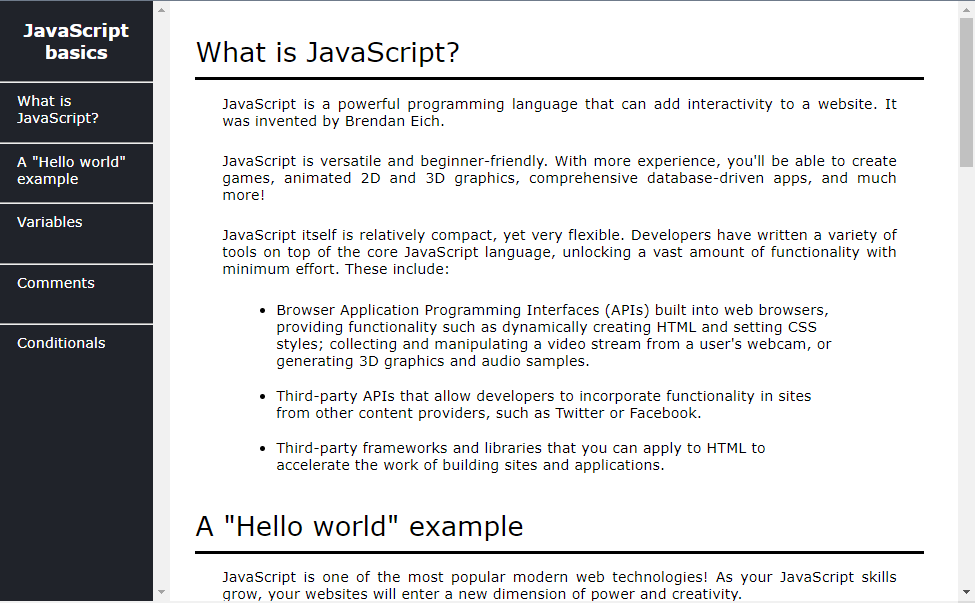 JavaScript
basics
What is
JavaScript?
A "Hello world"
example
Variables
Comments
Conditionals
What is JavaScript?
JavaScript is a powerful programming language that can add interactivity to a website. It
was invented by Brendan Eich.
JavaScript is versatile and beginner-friendly. With more experience, you'll be able to create
games, animated 2D and 3D graphics, comprehensive database-driven apps, and much
more!
JavaScript itself is relatively compact, yet very flexible. Developers have written a variety of
tools on top of the core JavaScript language, unlocking a vast amount of functionality with
minimum effort. These include:
• Browser Application Programming Interfaces (APIs) built into web browsers,
providing functionality such as dynamically creating HTML and setting CSS
styles; collecting and manipulating a video stream from a user's webcam, or
generating 3D graphics and audio samples.
• Third-party APIs that allow developers to incorporate functionality in sites
from other content providers, such as Twitter or Facebook.
• Third-party frameworks and libraries that you can apply to HTML to
accelerate the work of building sites and applications.
A "Hello world" example
JavaScript is one of the most popular modern web technologies! As your JavaScript skills
grow, your websites will enter a new dimension of power and creativity.